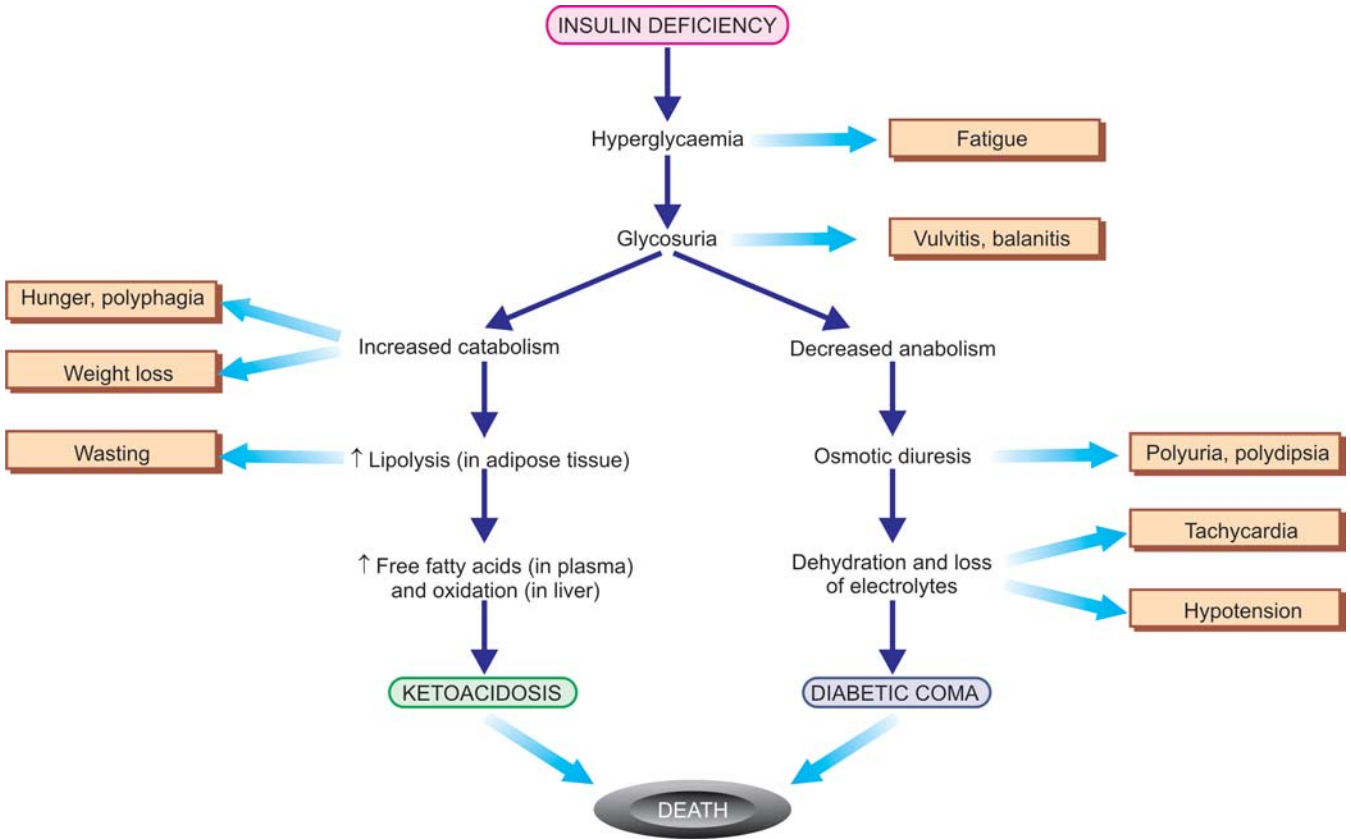 INSULIN DEFICIENCY
Hyperglycaemia
Fatigue
Glycosuria
Vulvitis, balanitis
Hunger, polyphagia
Increased catabolism
Decreased anabolism
Weight loss
Wasting
↑ Lipolysis (in adipose tissue)
Osmotic diuresis
Polyuria, polydipsia
Tachycardia
↑ Free fatty acids (in plasma)
and oxidation (in liver)
Dehydration and loss
of electrolytes
Hypotension
KETOACIDOSIS
DIABETIC COMA
DEATH